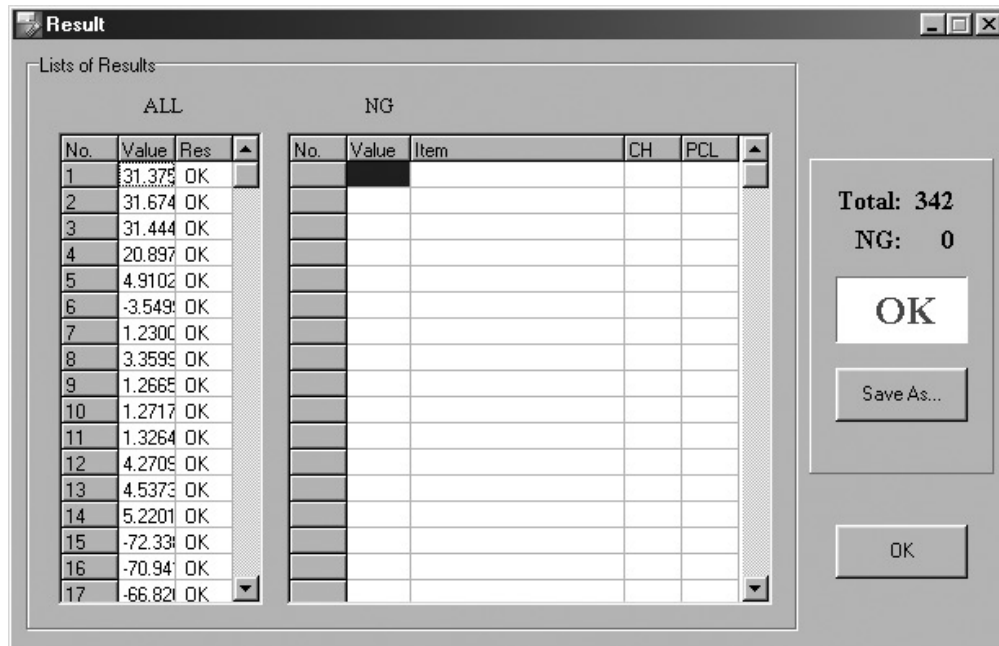 Result
Lists of Results
ALL
NG
No. Value Res
No. Value Item CH PCL
1 31.375 OK
2 31.674 OK
3 31.444 OK
4 20.897 OK
5 4.9102 OK
6 -3.549 OK
7 1.2300 OK
8 3.3599 OK
9 1.2665 OK
10 1.2717 OK
11 1.3264 OK
12 4.2709 OK
13 4.5373 OK
14 5.2201 OK
15 -72.33 OK
16 -70.94 OK
17 -66.82 OK
Total: 342
NG: 0
OK
Save As...
OK